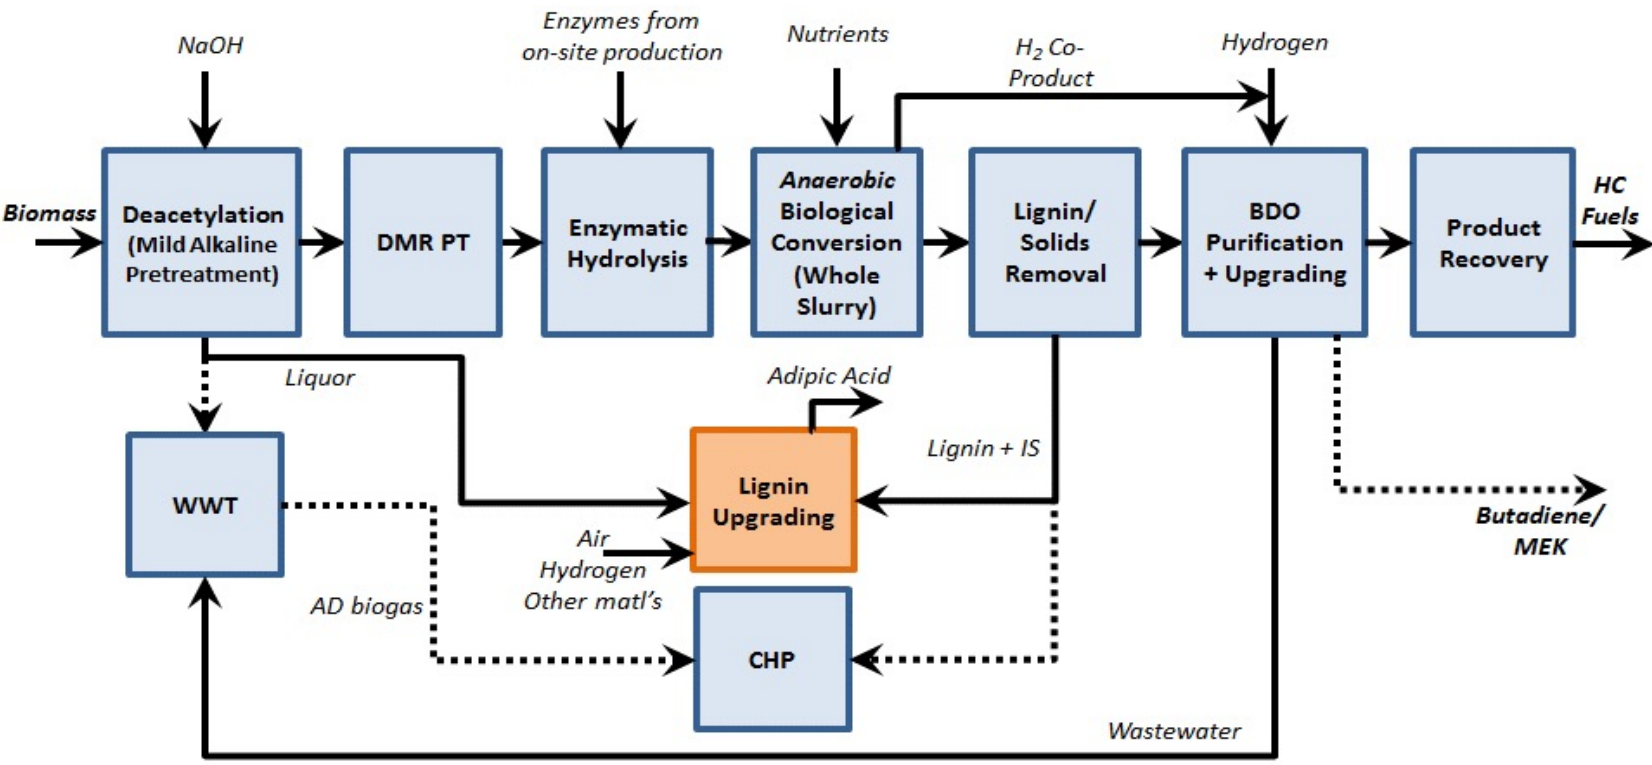 NaOH
Enzymes from
on-site production
Nutrients
H2 Co-
Product
Hydrogen
Biomass
Deacetylation
(Mild Alkaline
Pretreatment)
DMR PT
Enzymatic
Hydrolysis
Anaerobic
Biological
Conversion
(Whole
Slurry)
Lignin/
Solids
Removal
BDO
Purification
+ Upgrading
Product
Recovery
HC
Fuels
Liquor
Adipic Acid
Lignin + IS
WWT
Lignin
Upgrading
Butadiene/
MEK
Air
Hydrogen
Other matl's
AD biogas
CHP
Wastewater